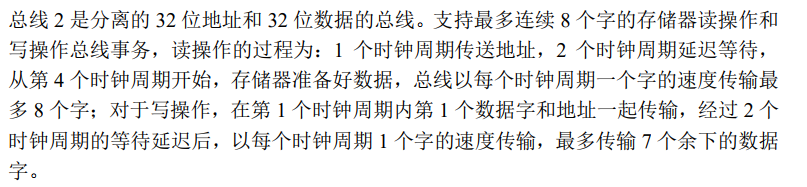 总线 2 是分离的 32 位地址和 32 位数据的总线。支持最多连续 8 个字的存储器读操作和
写操作总线事务，读操作的过程为：1 个时钟周期传送地址，2 个时钟周期延迟等待，
从第 4 个时钟周期开始，存储器准备好数据，总线以每个时钟周期一个字的速度传输最
多 8 个字；对于写操作，在第 1 个时钟周期内第 1 个数据字和地址一起传输，经过 2 个
时钟周期的等待延迟后，以每个时钟周期 1 个字的速度传输，最多传输 7 个余下的数据
字。